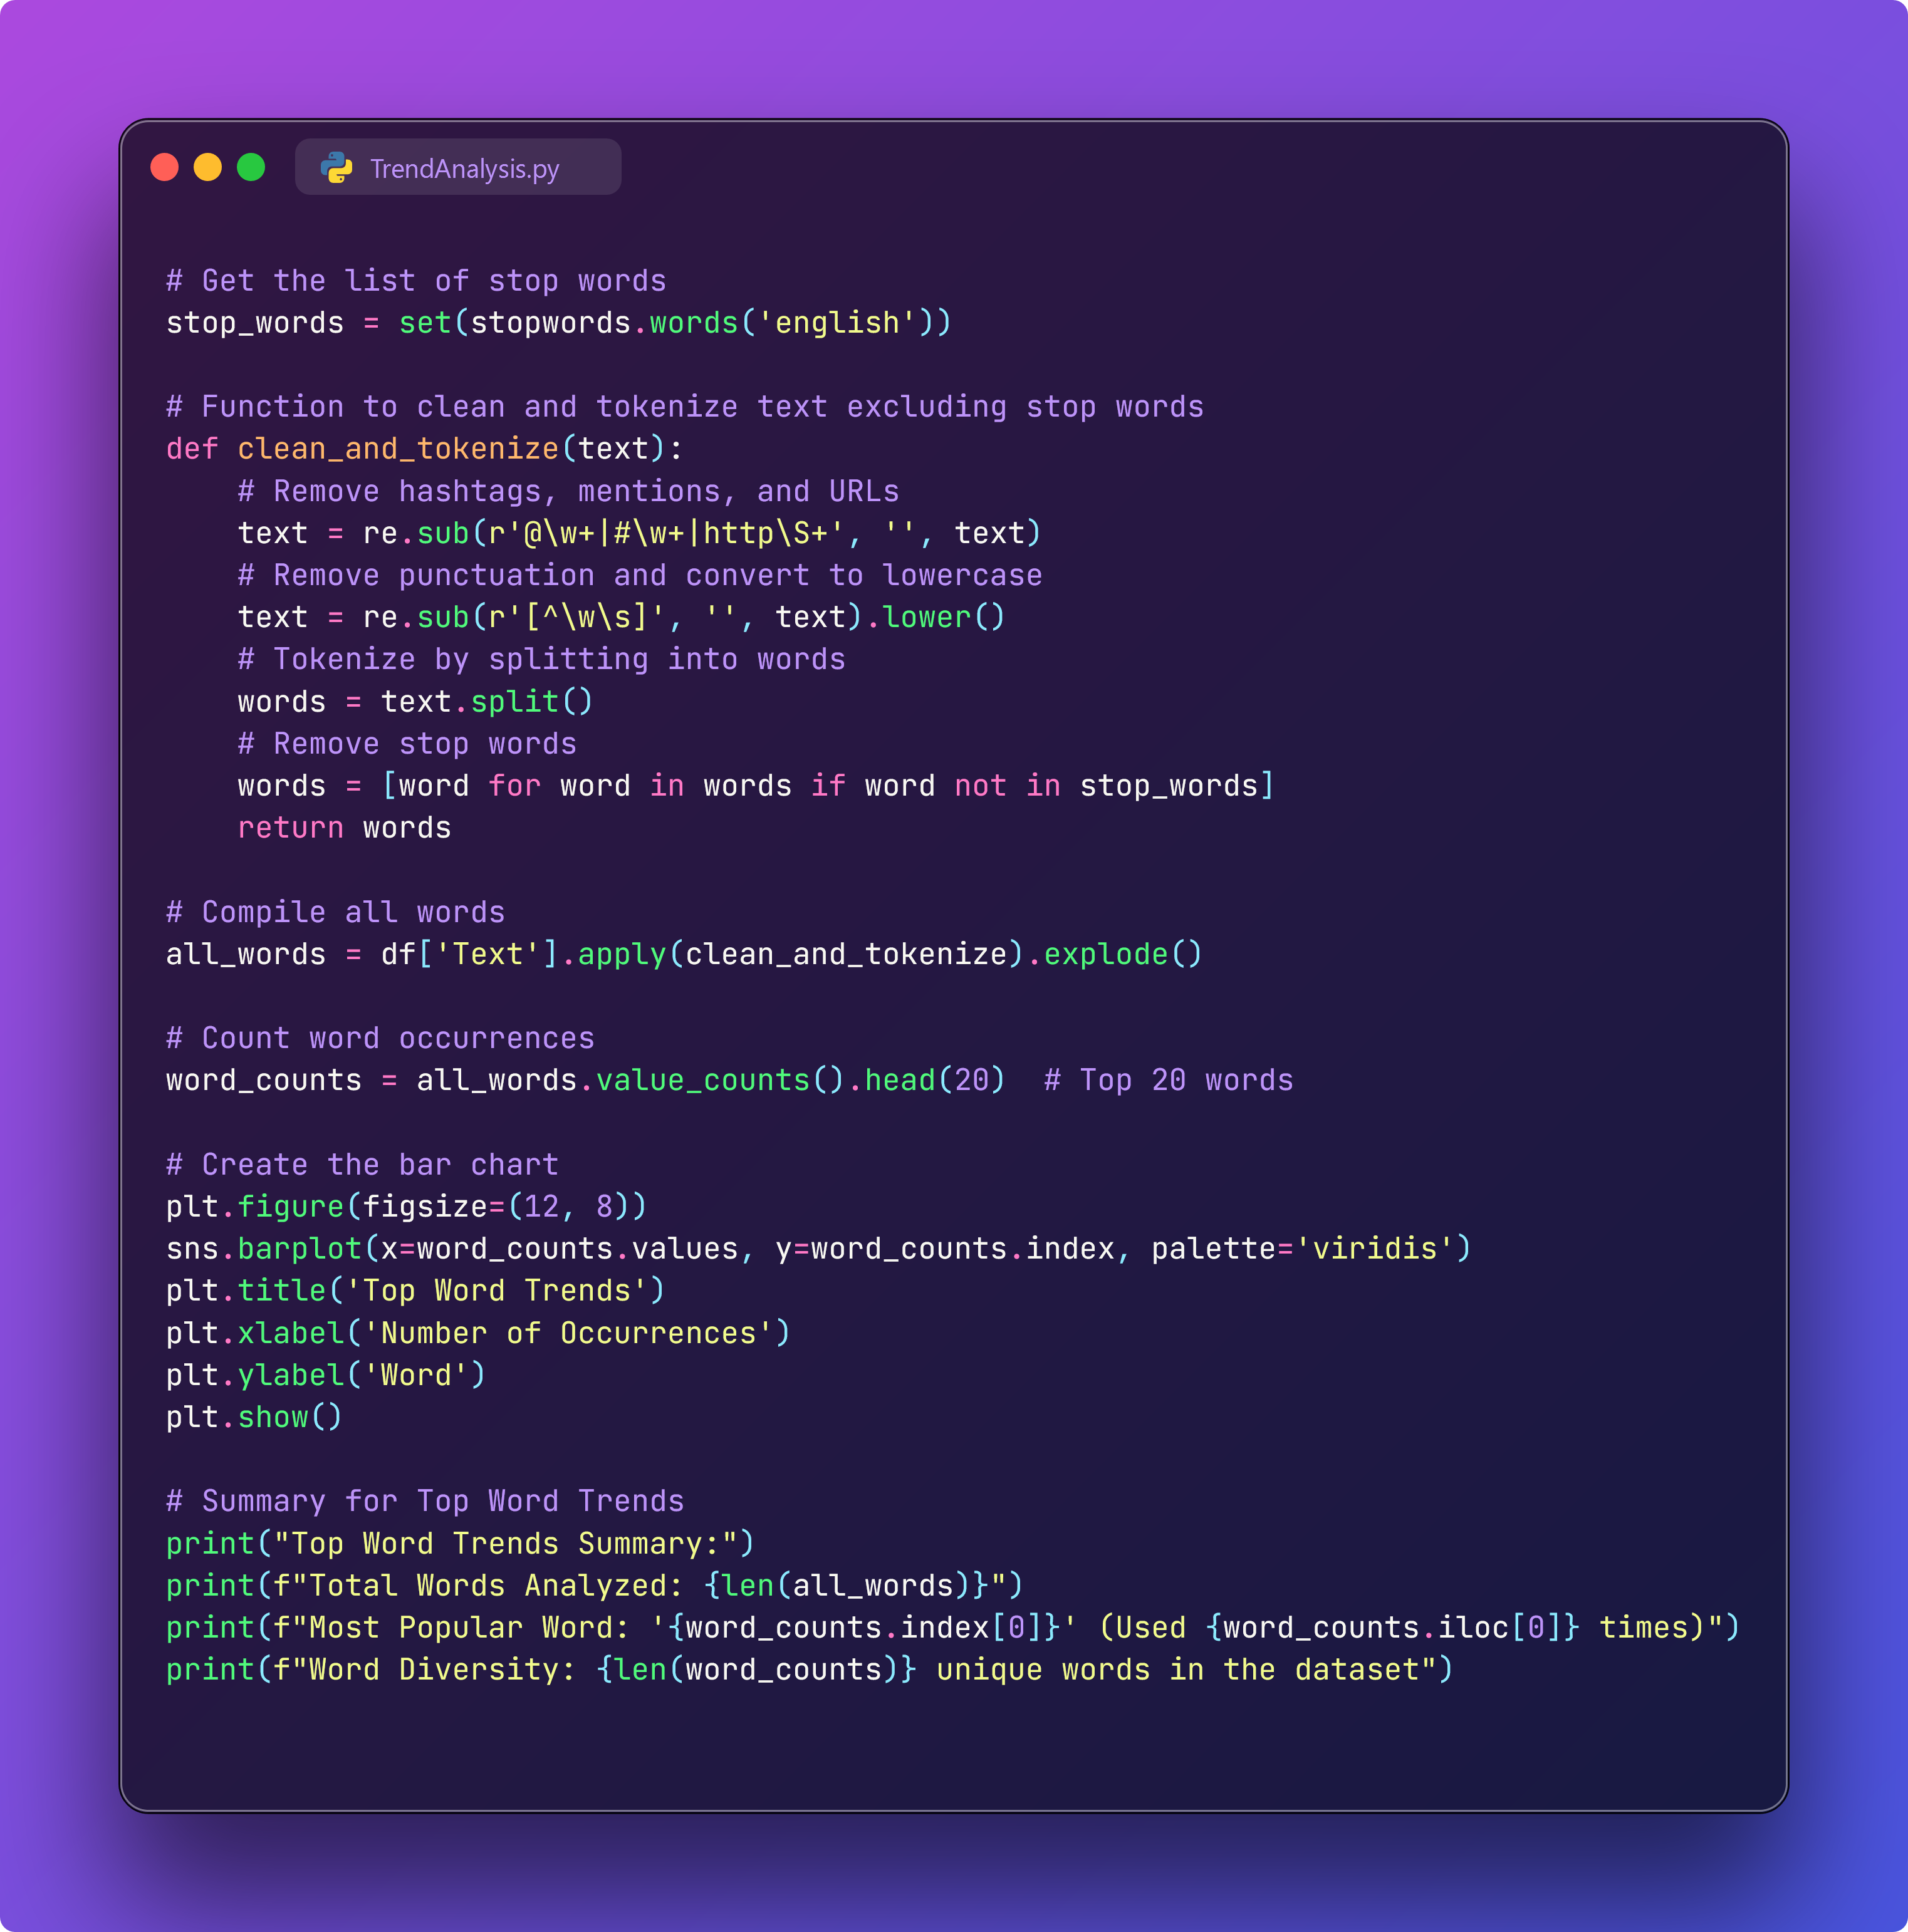 TrendAnalysis.py
# Get the list of stop words
stop_words = set(stopwords.words('english'))
# Function to clean and tokenize text excluding stop words
def clean_and_tokenize(text):
    # Remove hashtags, mentions, and URLs
    text = re.sub(r'@\w+|#\w+|http\S+', '', text)
    # Remove punctuation and convert to lowercase
    text = re.sub(r'[^\w\s]', '', text).lower()
    # Tokenize by splitting into words
    words = text.split()
    # Remove stop words
    words = [word for word in words if word not in stop_words]
    return words
# Compile all words
all_words = df['Text'].apply(clean_and_tokenize).explode()
# Count word occurrences
word_counts = all_words.value_counts().head(20)  # Top 20 words
# Create the bar chart
plt.figure(figsize=(12, 8))
sns.barplot(x=word_counts.values, y=word_counts.index, palette='viridis')
plt.title('Top Word Trends')
plt.xlabel('Number of Occurrences')
plt.ylabel('Word')
plt.show()
# Summary for Top Word Trends
print("Top Word Trends Summary:")
print(f"Total Words Analyzed: {len(all_words)}")
print(f"Most Popular Word: '{word_counts.index[0]}' (Used {word_counts.iloc[0]} times)")
print(f"Word Diversity: {len(word_counts)} unique words in the dataset")